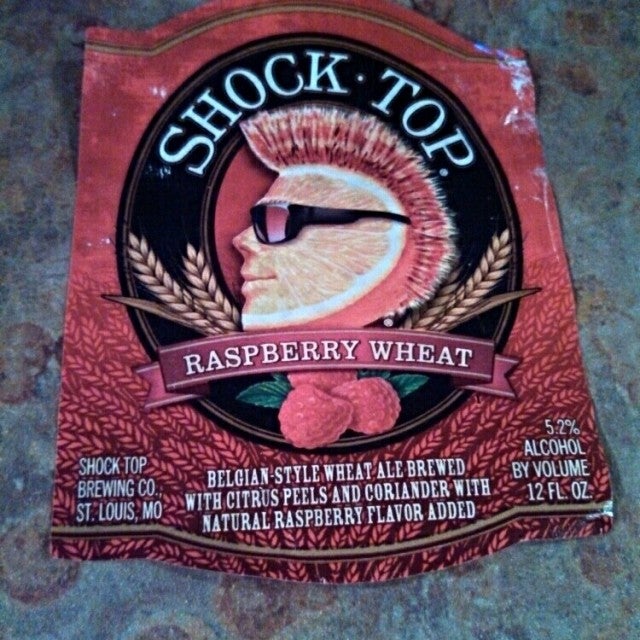 SHOCK·TOP.
®
RASPBERRY WHEAT
5.2%
ALCOHOL
BY VOLUME
12 FL. OZ.
SHOCK TOP
BREWING CO.,
ST. LOUIS, MO
BELGIAN-STYLE WHEAT ALE BREWED
WITH CITRUS PEELS AND CORIANDER WITH
NATURAL RASPBERRY FLAVOR ADDED